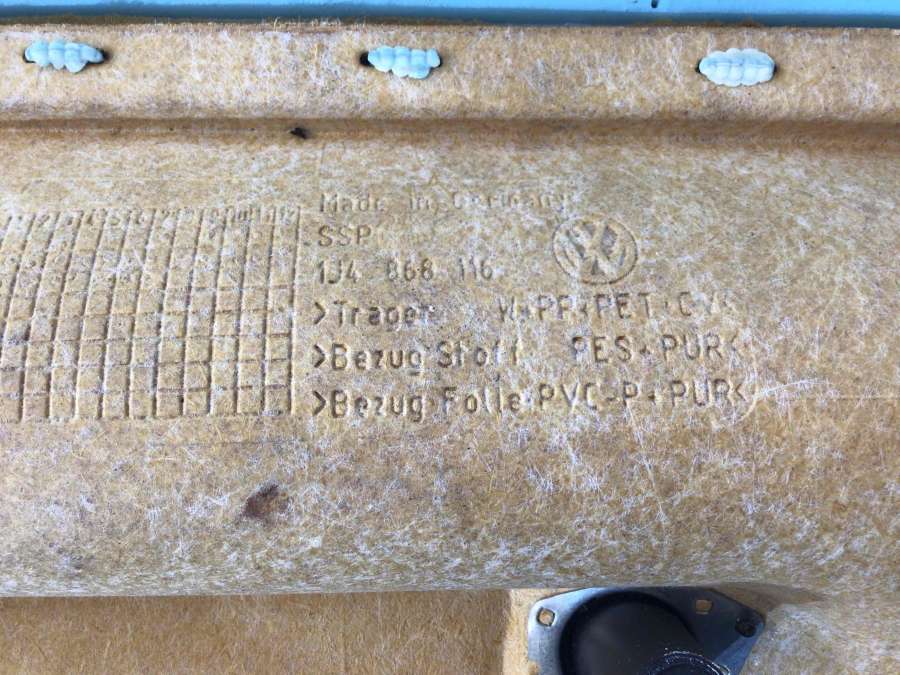 Made in Germany
SSP
1J4 868 116
>Träger
>Bezug Stoff PES+PUR<
>Bezug Folie PVC-P+PUR<